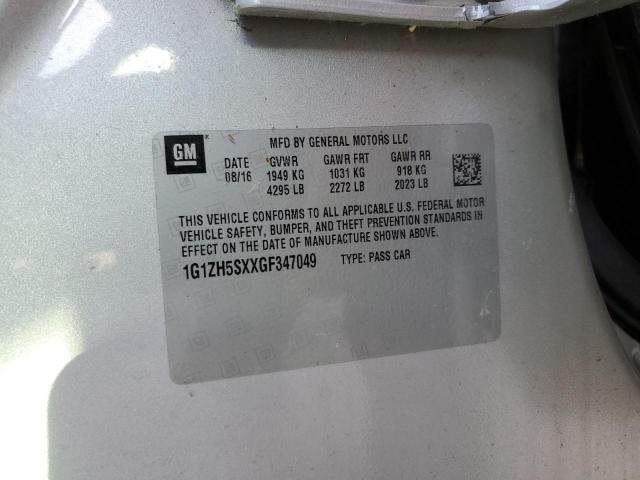 GM
MFD BY GENERAL MOTORS LLC
DATE GVWR GAWR FRT GAWR RR
08/16 1949 KG 1031 KG 918 KG
4295 LB 2272 LB 2023 LB
THIS VEHICLE CONFORMS TO ALL APPLICABLE U.S. FEDERAL MOTOR
VEHICLE SAFETY, BUMPER, AND THEFT PREVENTION STANDARDS IN
EFFECT ON THE DATE OF MANUFACTURE SHOWN ABOVE.
1G1ZH5SXXGF347049 TYPE: PASS CAR